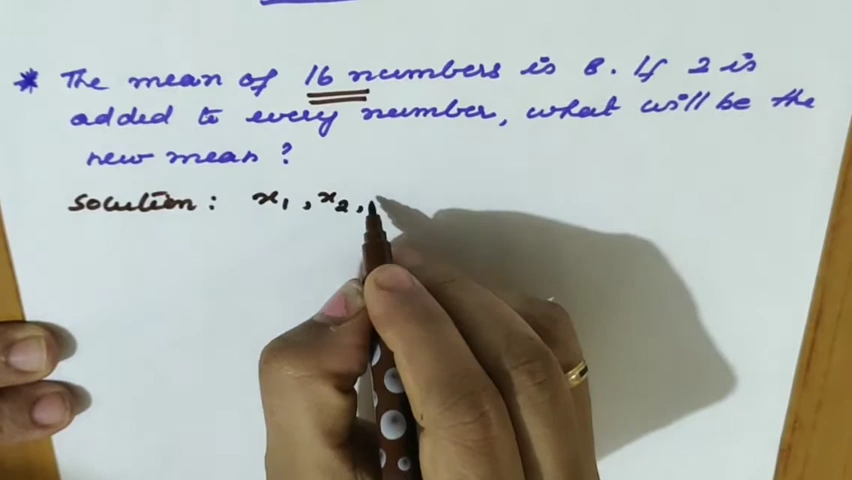 * The mean of 16 numbers is 8. If 2 is
added to every number, what will be the
new mean ?
Solution : x₁, x₂,